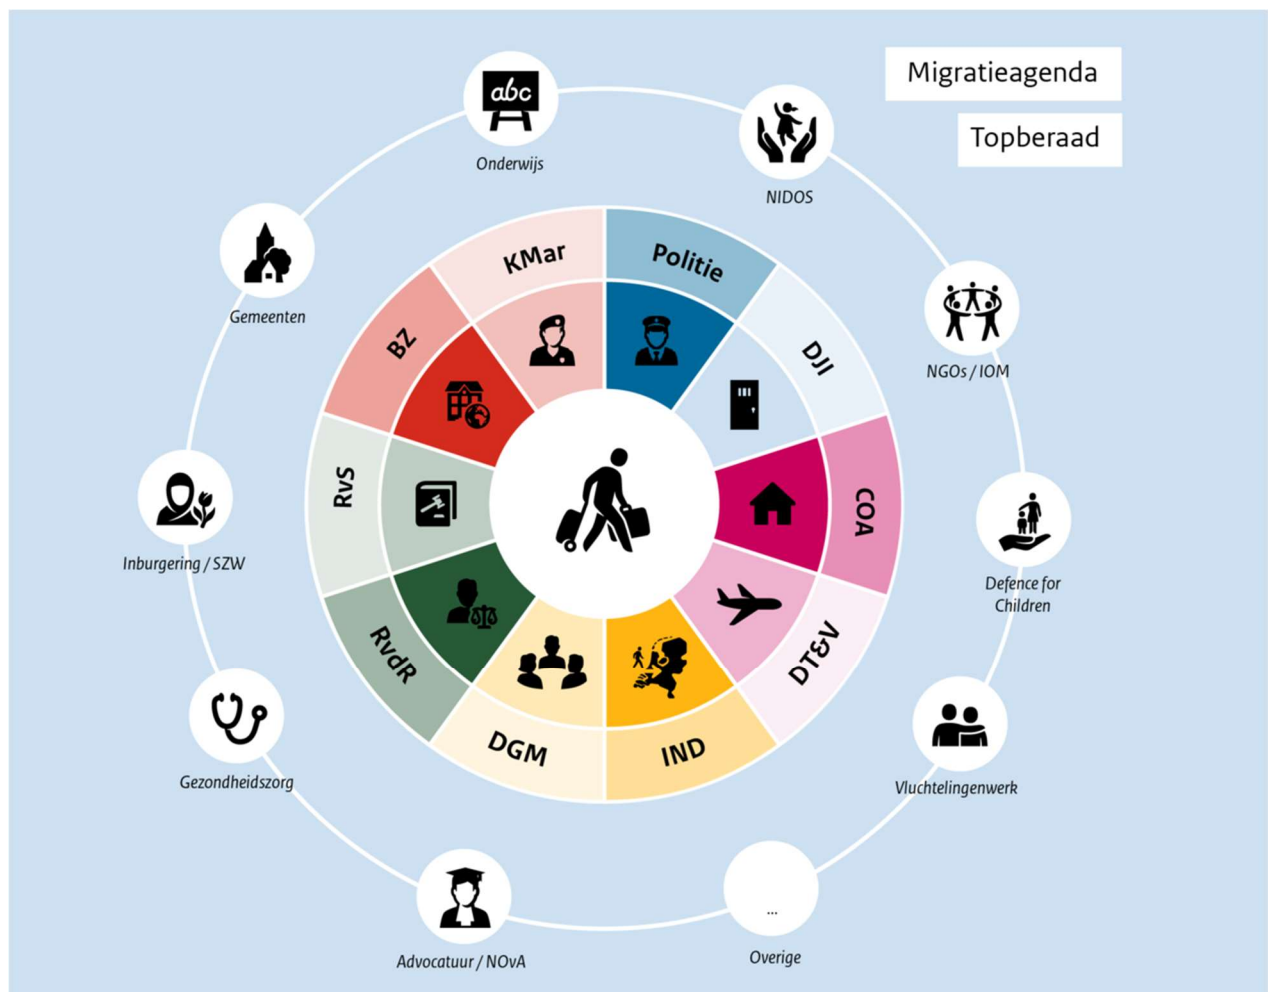 Migratieagenda
Topberaad
abc
Onderwijs
NIDOS
Gemeenten
NGOs / IOM
Inburgering / SZW
Defence for
Children
Gezondheidszorg
Vluchtelingenwerk
Advocatuur / NOvA
...
Overige
KMar
Politie
DJI
COA
DT&V
IND
DGM
RvdR
RvS
BZ